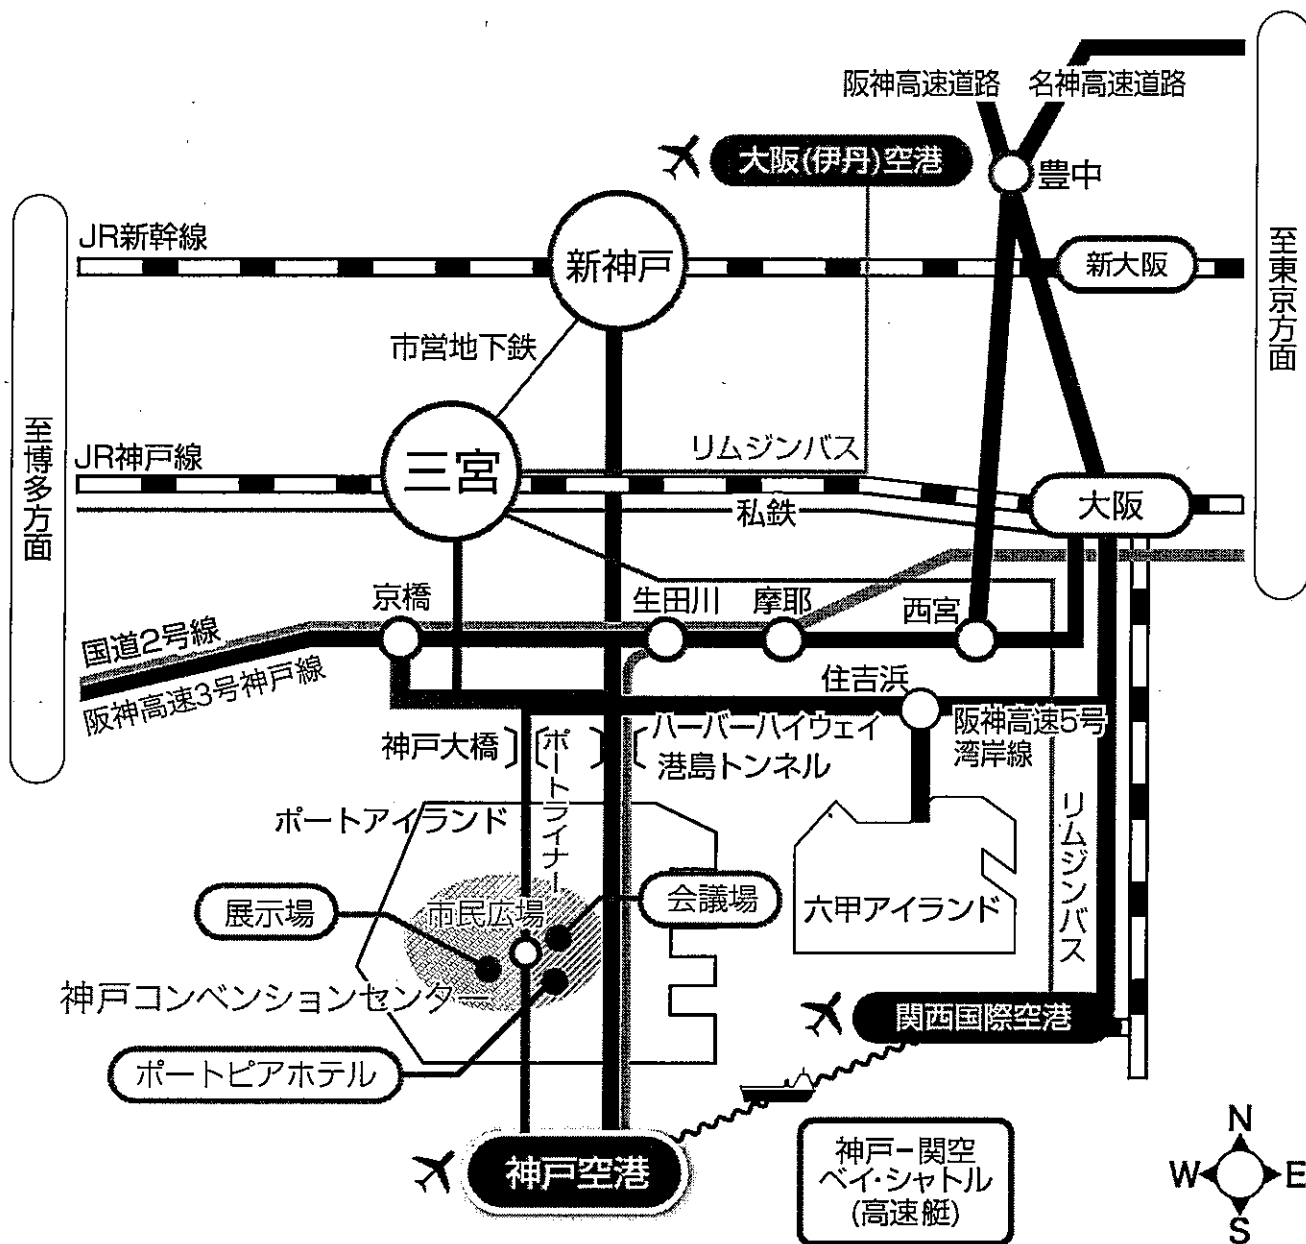 阪神高速道路
名神高速道路
大阪(伊丹)空港
豊中
JR新幹線
新神戸
新大阪
至東京方面
市営地下鉄
至博多方面
JR神戸線
三宮
リムジンバス
私鉄
大阪
京橋
生田川
摩耶
西宮
国道2号線
阪神高速3号神戸線
住吉浜
神戸大橋
ポートライナー
ハーバーハイウェイ
港島トンネル
阪神高速5号
湾岸線
ポートアイランド
リムジンバス
展示場
市民広場
会議場
六甲アイランド
神戸コンベンションセンター
関西国際空港
ポートピアホテル
神戸空港
神戸-関空
ベイ・シャトル
(高速艇)
N
W
E
S